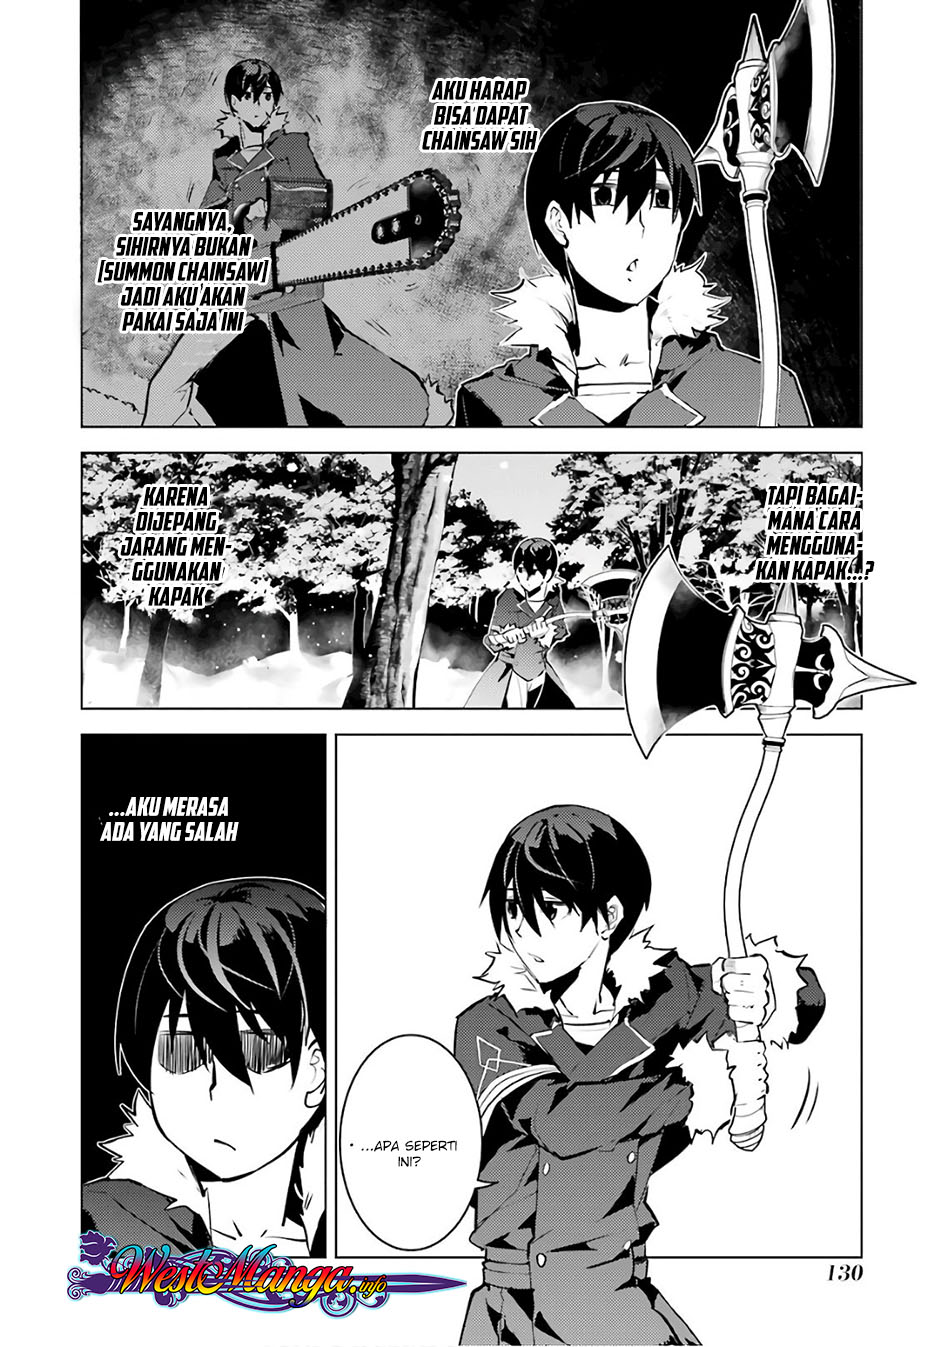 AKU HARAP
BISA DAPAT
CHAINSAW SIH
SAYANGNYA,
SIHIRNYA BUKAN
[SUMMON CHAINSAW]
JADI AKU AKAN
PAKAI SAJA INI
TAPI BAGAI-
MANA CARA
MENGGUNA-
KAN KAPAK...?
KARENA
DIJEPANG
JARANG MEN-
GGUNAKAN
KAPAK
...APA SEPERTI
INI?
...AKU MERASA
ADA YANG SALAH
WestManga.info
130